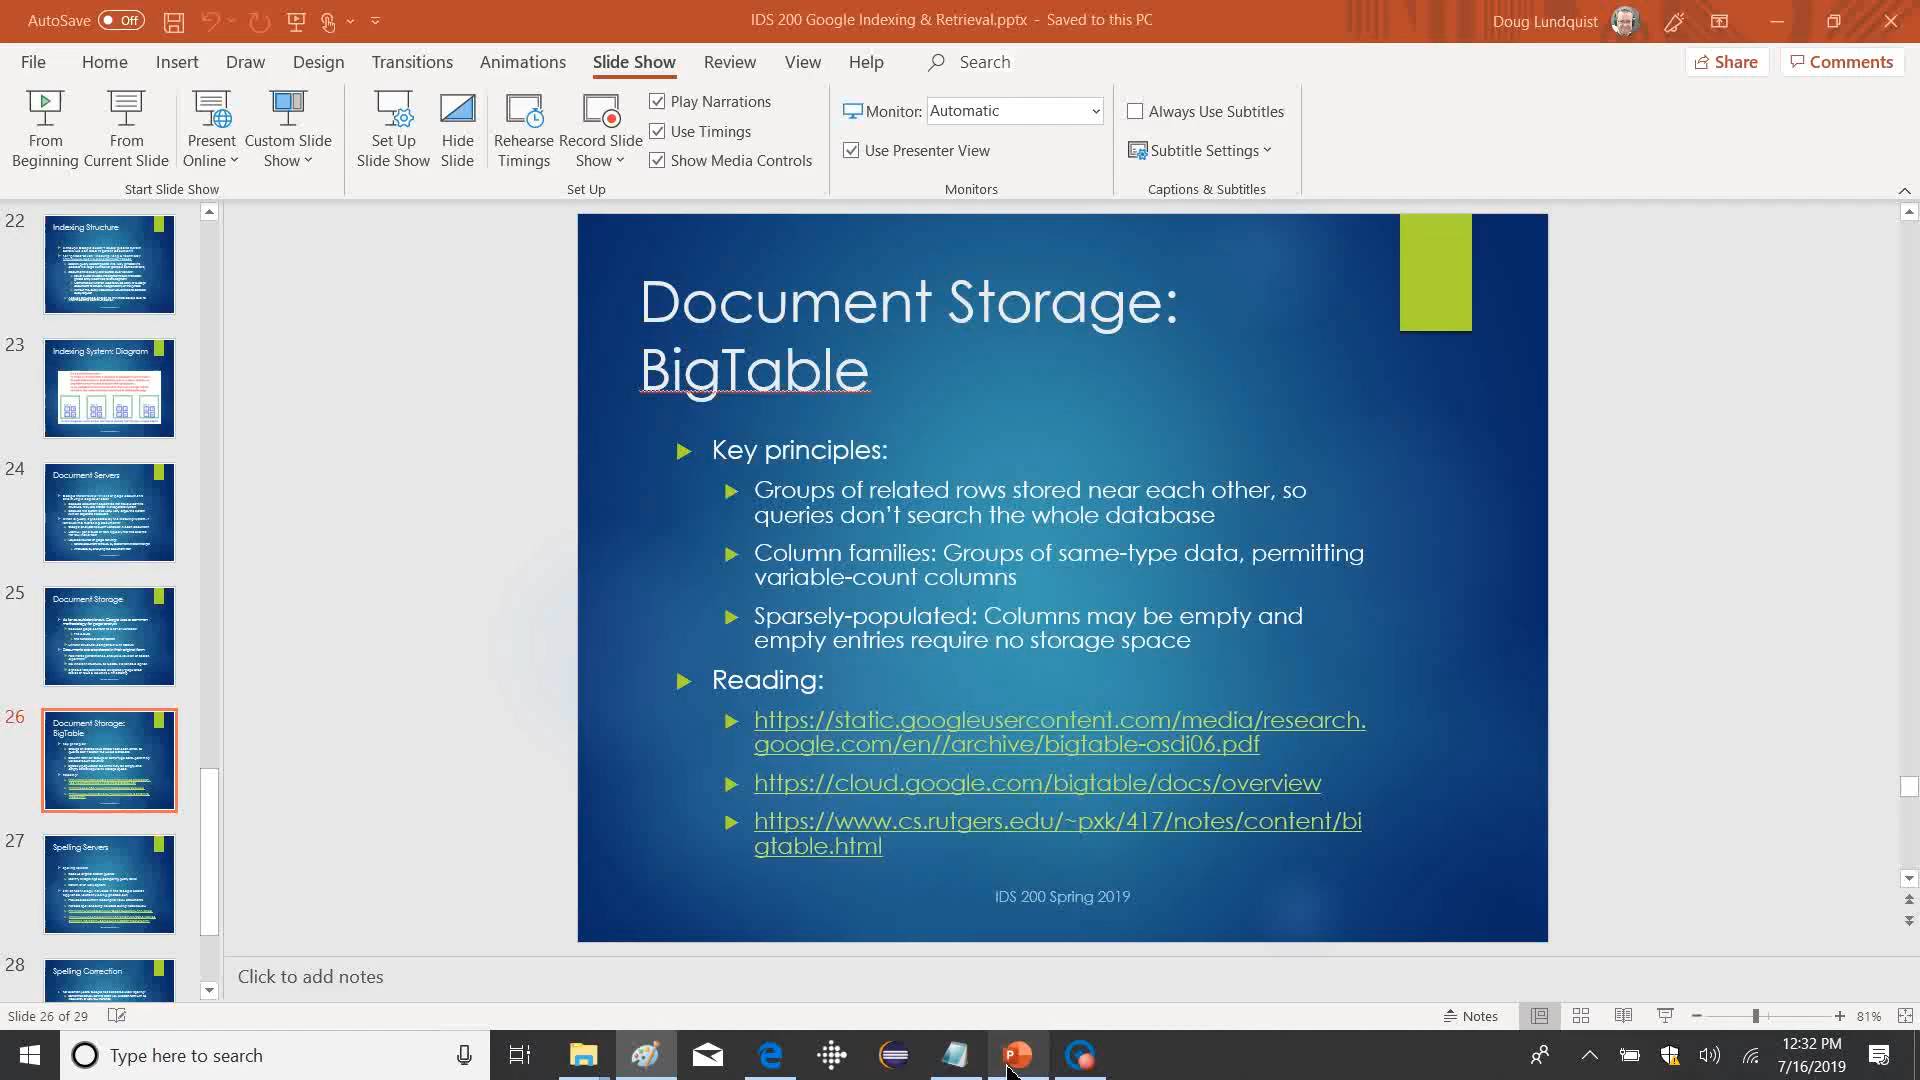 AutoSave Off
IDS 200 Google Indexing & Retrieval.pptx - Saved to this PC
Doug Lundquist
File Home Insert Draw Design Transitions Animations Slide Show Review View Help Search
Share Comments
From Beginning
From Current Slide
Present Online
Custom Slide Show
Start Slide Show
Set Up Slide Show
Hide Slide
Rehearse Timings
Record Slide Show
Play Narrations
Use Timings
Show Media Controls
Set Up
Monitor: Automatic
Use Presenter View
Monitors
Always Use Subtitles
Subtitle Settings
Captions & Subtitles
22
Indexing Structure
23
Indexing System: Diagram
24
Document Servers
25
Document Storage
26
Document Storage:
BigTable
27
Spelling Servers
28
Spelling Correction
Document Storage:
BigTable
Key principles:
Groups of related rows stored near each other, so
queries don't search the whole database
Column families: Groups of same-type data, permitting
variable-count columns
Sparsely-populated: Columns may be empty and
empty entries require no storage space
Reading:
https://static.googleusercontent.com/media/research.
google.com/en//archive/bigtable-osdi06.pdf
https://cloud.google.com/bigtable/docs/overview
https://www.cs.rutgers.edu/~pxk/417/notes/content/bi
gtable.html
IDS 200 Spring 2019
Click to add notes
Slide 26 of 29
Notes
81%
Type here to search
12:32 PM
7/16/2019